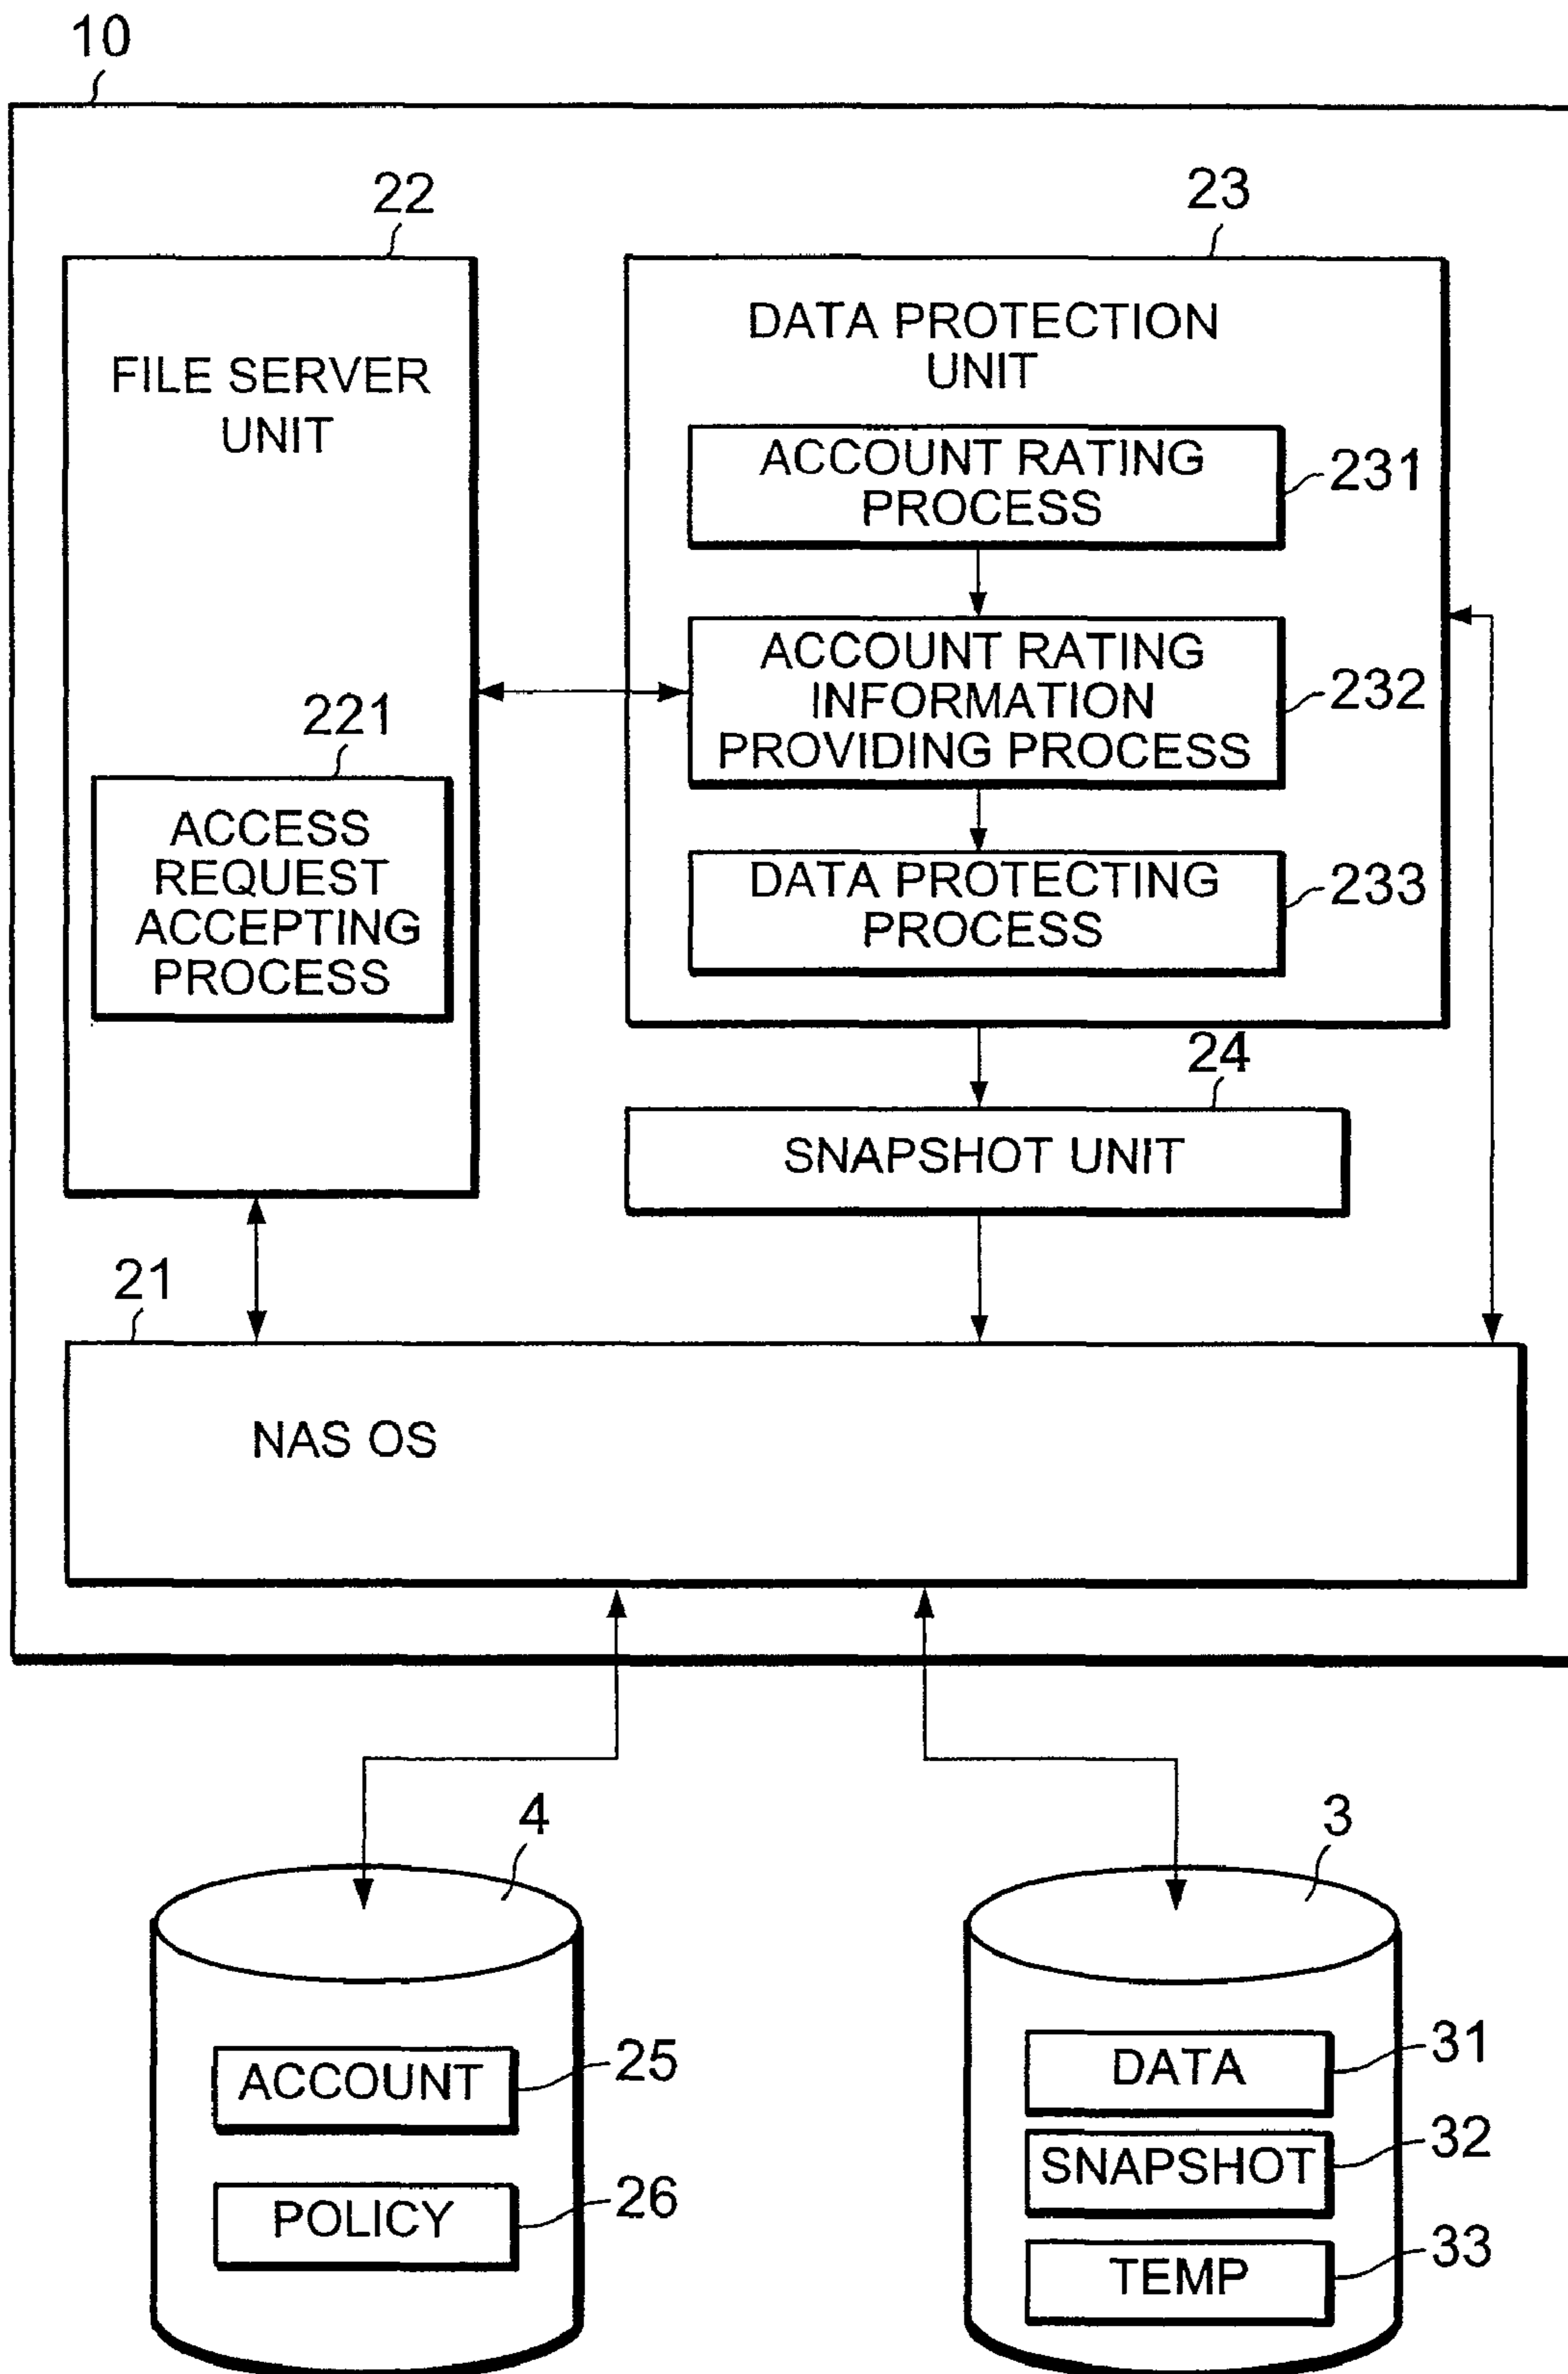 10
22
23
FILE SERVER
UNIT
DATA PROTECTION
UNIT
ACCOUNT RATING
PROCESS
231
ACCOUNT RATING
INFORMATION
PROVIDING PROCESS
232
221
ACCESS
REQUEST
ACCEPTING
PROCESS
DATA PROTECTING
PROCESS
233
24
SNAPSHOT UNIT
21
NAS OS
4
3
ACCOUNT
25
POLICY
26
DATA
31
SNAPSHOT
32
TEMP
33